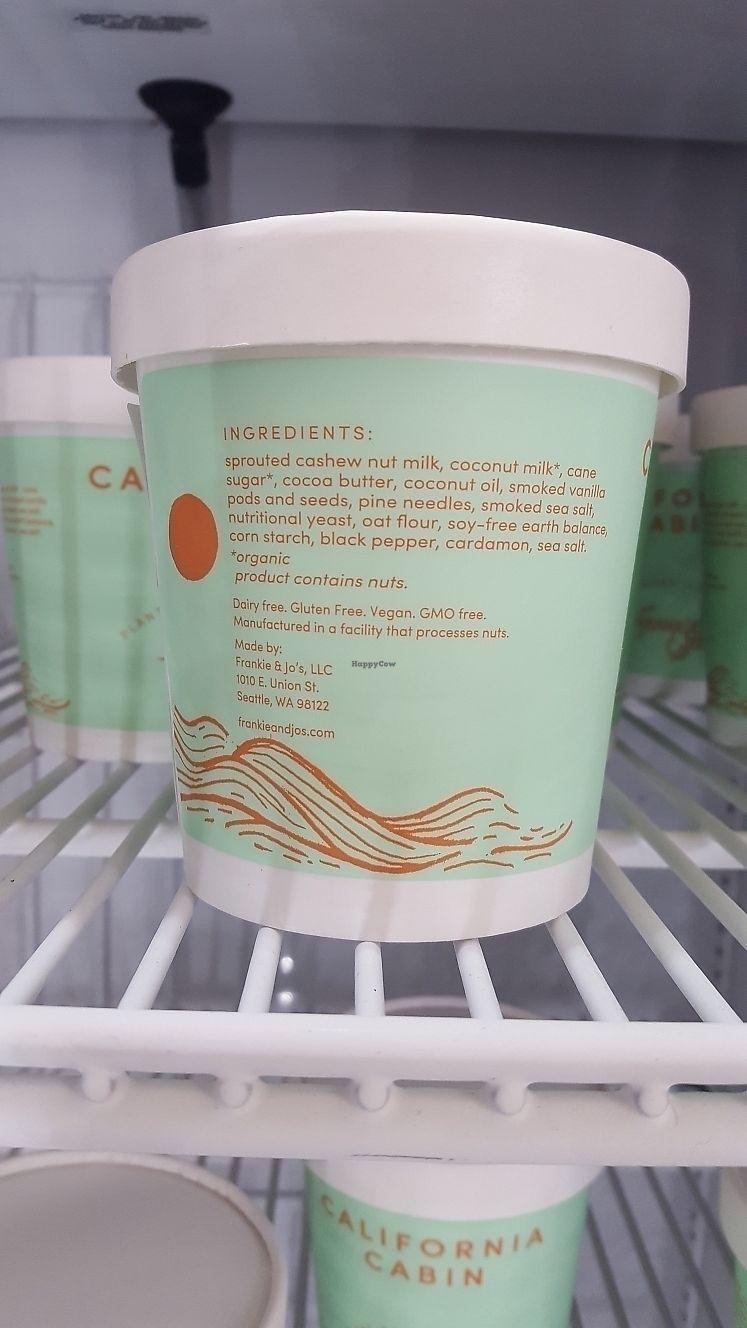 INGREDIENTS:
sprouted cashew nut milk, coconut milk*, cane
sugar*, cocoa butter, coconut oil, smoked vanilla
pods and seeds, pine needles, smoked sea salt,
nutritional yeast, oat flour, soy-free earth balance,
corn starch, black pepper, cardamon, sea salt.
*organic
product contains nuts.
Dairy free. Gluten Free. Vegan. GMO free.
Manufactured in a facility that processes nuts.
Made by:
Frankie & Jo's, LLC
1010 E. Union St.
Seattle, WA 98122
frankieandjos.com
HappyCow
CA
CALIFORNIA
CABIN